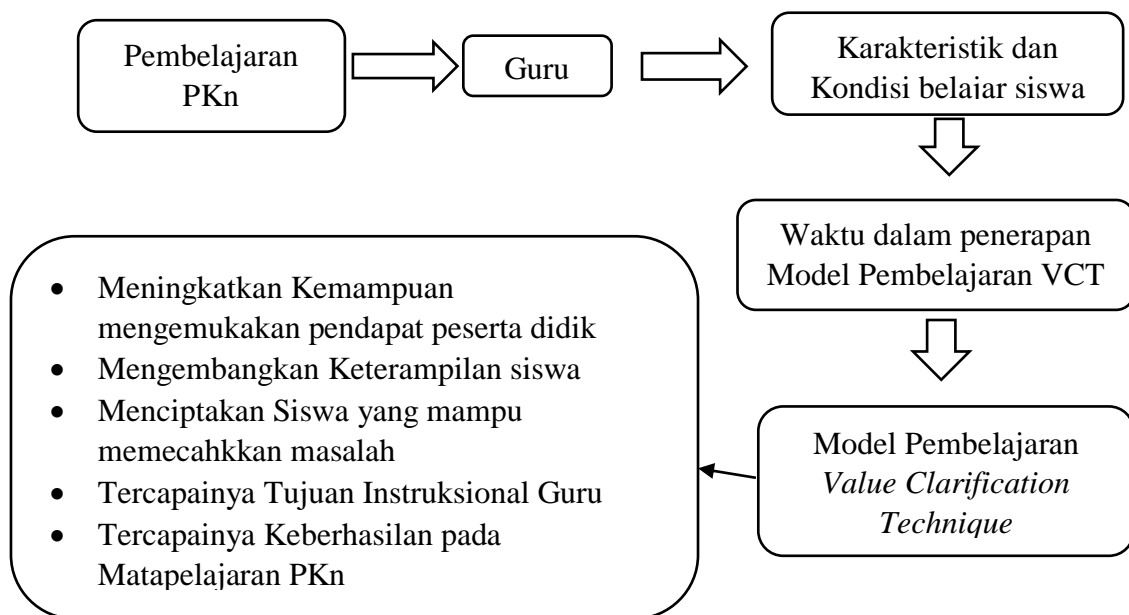 Pembelajaran
PKn
Guru
Karakteristik dan
Kondisi belajar siswa
Waktu dalam penerapan
Model Pembelajaran VCT
Model Pembelajaran
Value Clarification
Technique
• Meningkatkan Kemampuan
mengemukakan pendapat peserta didik
• Mengembangkan Keterampilan siswa
• Menciptakan Siswa yang mampu
memecahkkan masalah
• Tercapainya Tujuan Instruksional Guru
• Tercapainya Keberhasilan pada
Matapelajaran PKn